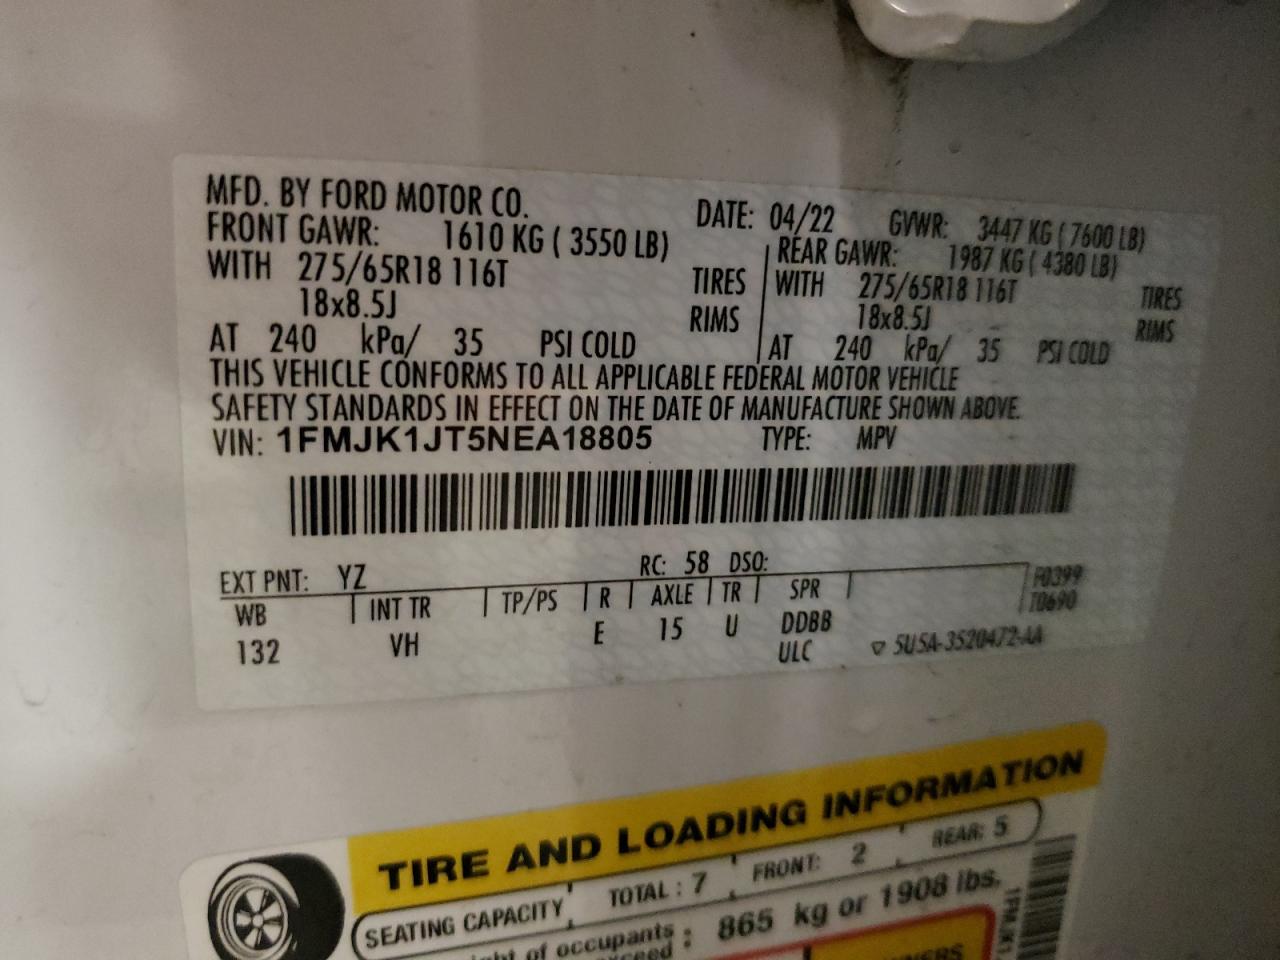 MFD. BY FORD MOTOR CO. DATE: 04/22 GVWR: 3447 KG ( 7600 LB)
FRONT GAWR: 1610 KG ( 3550 LB) REAR GAWR: 1987 KG ( 4380 LB)
WITH 275/65R18 116T TIRES WITH 275/65R18 116T TIRES
18x8.5J RIMS 18x8.5J RIMS
AT 240 kPa/ 35 PSI COLD AT 240 kPa/ 35 PSI COLD
THIS VEHICLE CONFORMS TO ALL APPLICABLE FEDERAL MOTOR VEHICLE
SAFETY STANDARDS IN EFFECT ON THE DATE OF MANUFACTURE SHOWN ABOVE.
VIN: 1FMJK1JT5NEA18805 TYPE: MPV
EXT PNT: YZ RC: 58 DSO:
WB INT TR TP/PS R AXLE TR SPR F0399
T0690
132 VH E 15 U DDBB
ULC ▽ 5U5A-3520472-AA
TIRE AND LOADING INFORMATION
SEATING CAPACITY TOTAL : 7 FRONT: 2 REAR: 5
of occupants : 865 kg or 1908 lbs.